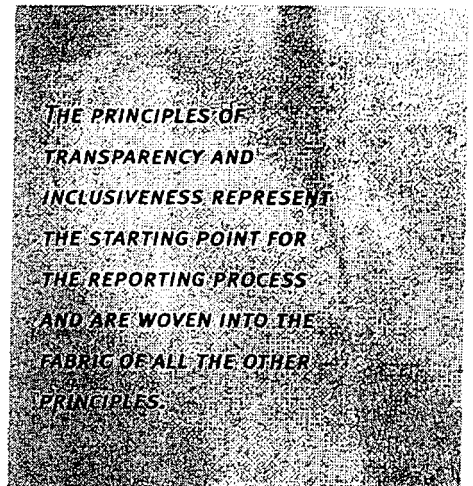 THE PRINCIPLES OF
TRANSPARENCY AND
INCLUSIVENESS REPRESENT
THE STARTING POINT FOR
THE REPORTING PROCESS
AND ARE WOVEN INTO THE
FABRIC OF ALL THE OTHER
PRINCIPLES.